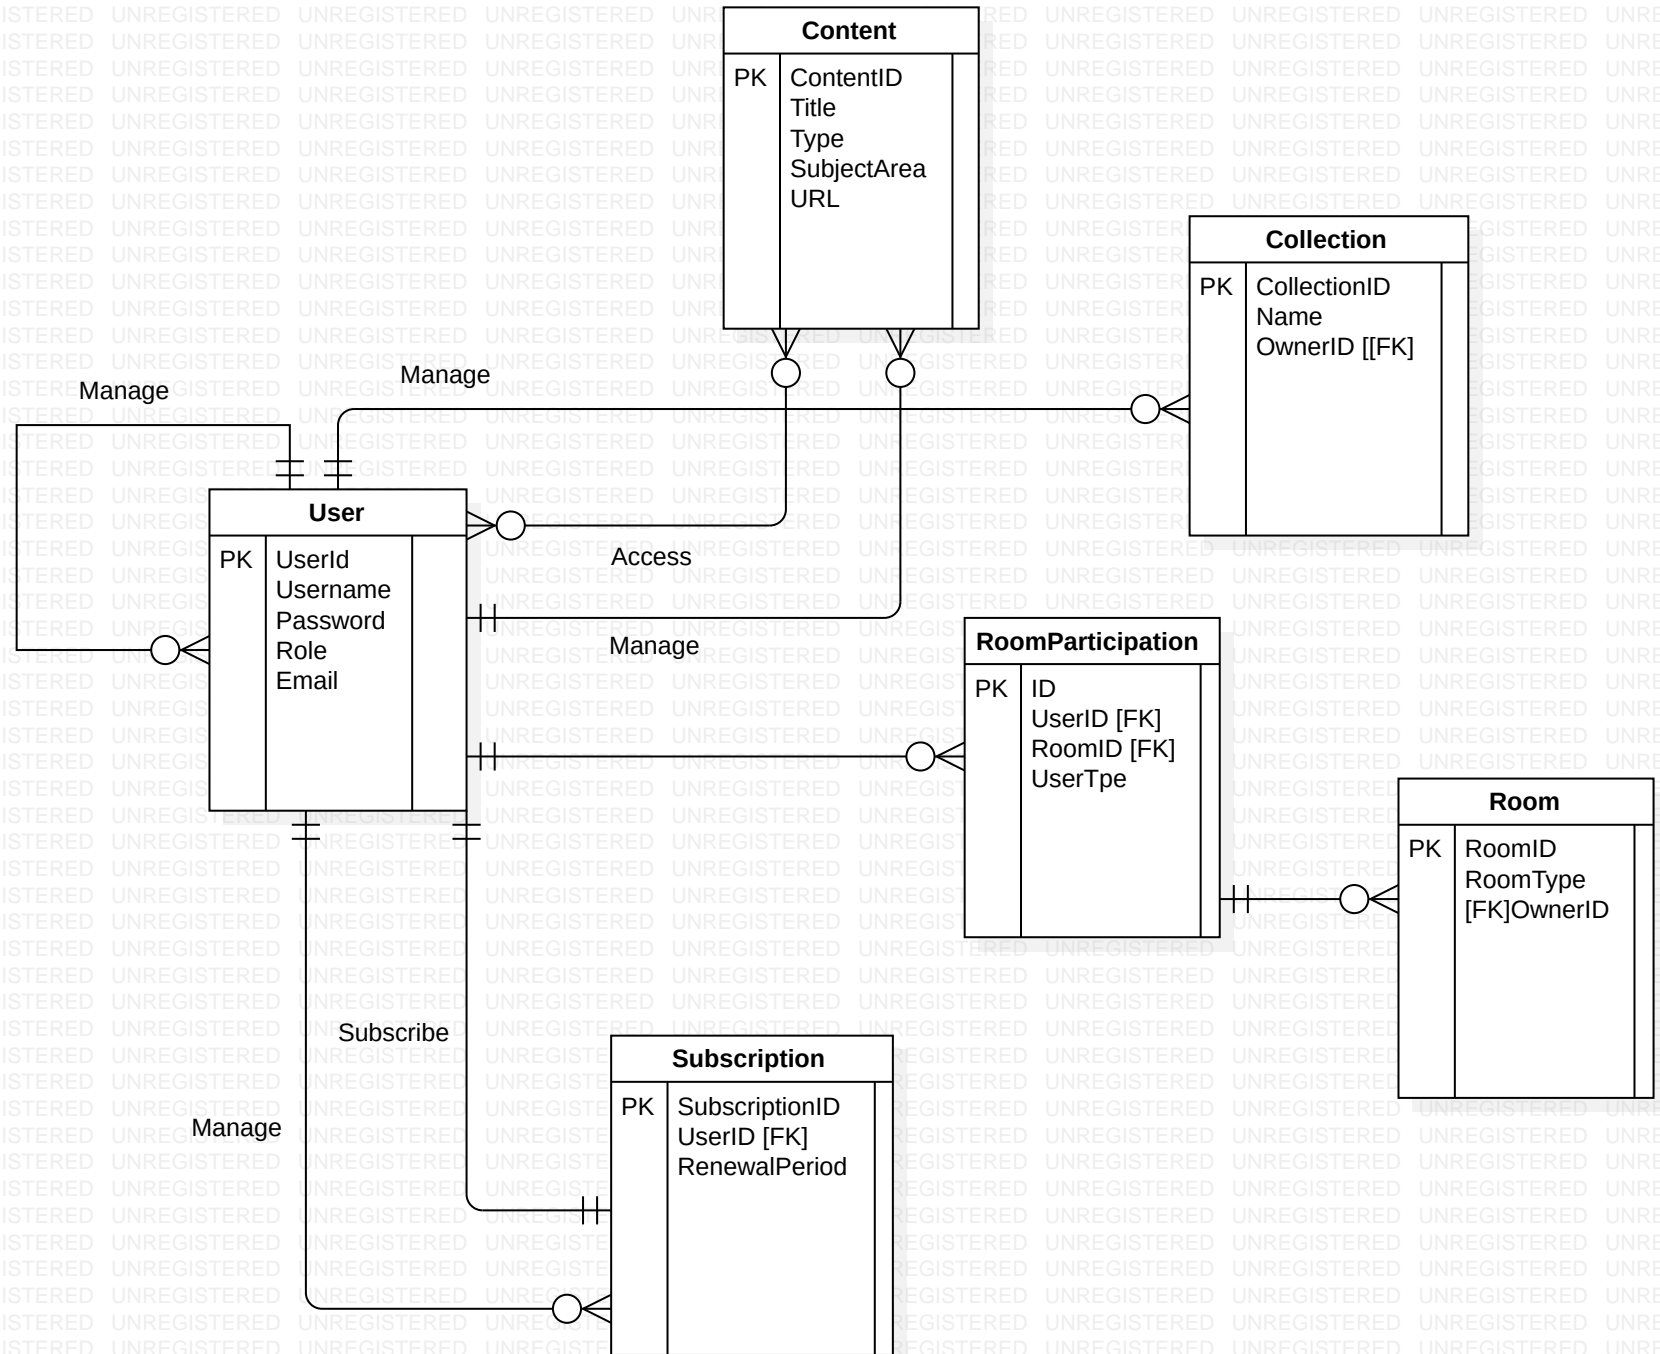 Content
PK ContentID
Title
Type
SubjectArea
URL
Collection
PK CollectionID
Name
OwnerID [[FK]
Manage
Manage
User
PK UserId
Username
Password
Role
Email
Access
Manage
RoomParticipation
PK ID
UserID [FK]
RoomID [FK]
UserTpe
Room
PK RoomID
RoomType
[FK]OwnerID
Subscribe
Manage
Subscription
PK SubscriptionID
UserID [FK]
RenewalPeriod
UNREGISTERED